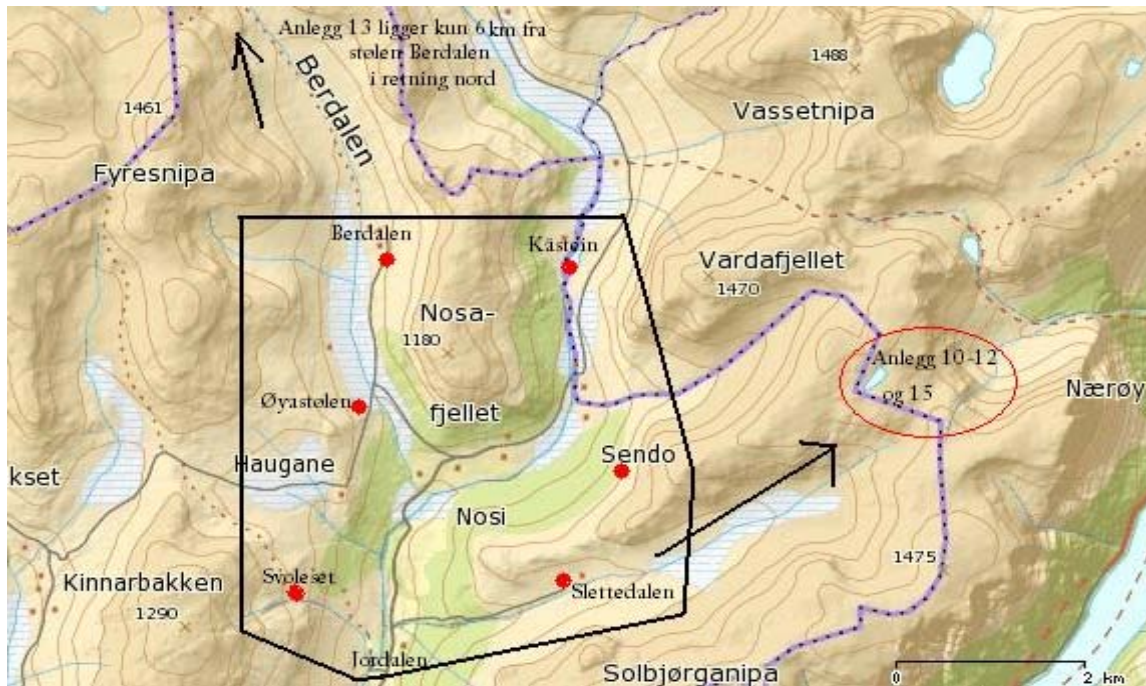 Anlegg 13 ligger kun 6 km fra
stølen Berdalen
i retning nord
1461
Berdalen
1488
Vassetnipa
Fyresnipa
Berdalen
Kåstein
Vardafjellet
1470
Nosa-
1180
fjellet
Anlegg 10-12
og 15
Nærøy
Øyastølen
Haugane
kset
Sendo
Nosi
1475
Kinnarbakken
1290
Svoleset
Slettedalen
Jordalen
Solbjørganipa
0
2 km